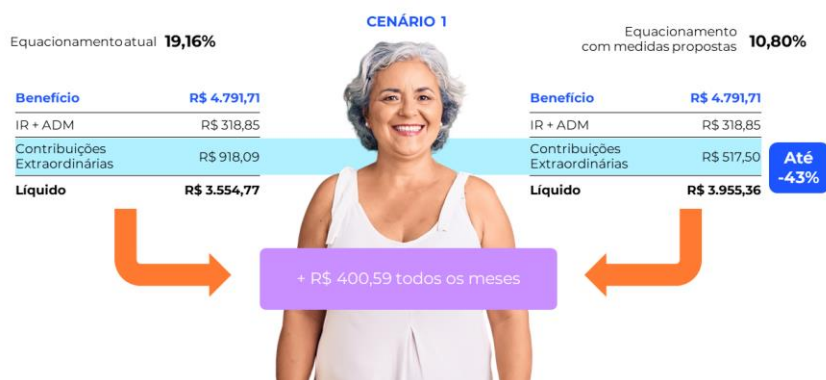 CENÁRIO 1
Equacionamento atual 19,16%
Benefício R$ 4.791,71
IR + ADM R$ 318,85
Contribuições
Extraordinárias R$ 918,09
Líquido R$ 3.554,77
Equacionamento
com medidas propostas 10,80%
Benefício R$ 4.791,71
IR + ADM R$ 318,85
Contribuições
Extraordinárias R$ 517,50
Líquido R$ 3.955,36
Até
-43%
+ R$ 400,59 todos os meses